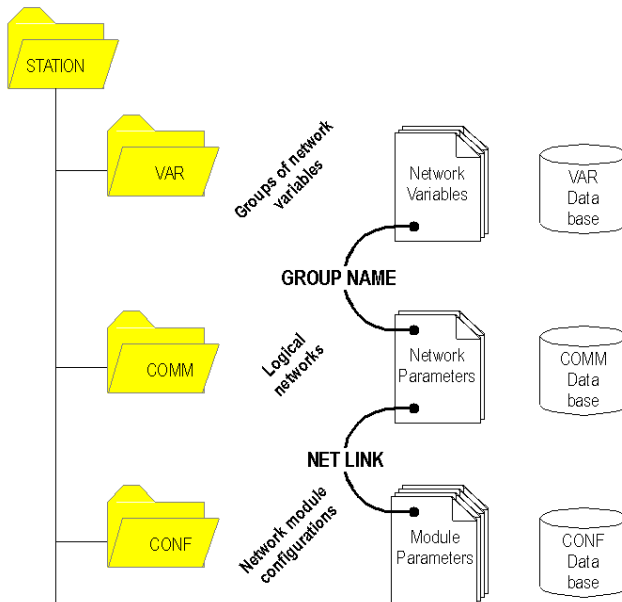 STATION
VAR
Groups of network
variables
Network
Variables
VAR
Data
base
GROUP NAME
COMM
Logical
networks
Network
Parameters
COMM
Data
base
NET LINK
CONF
Network module
configurations
Module
Parameters
CONF
Data
base